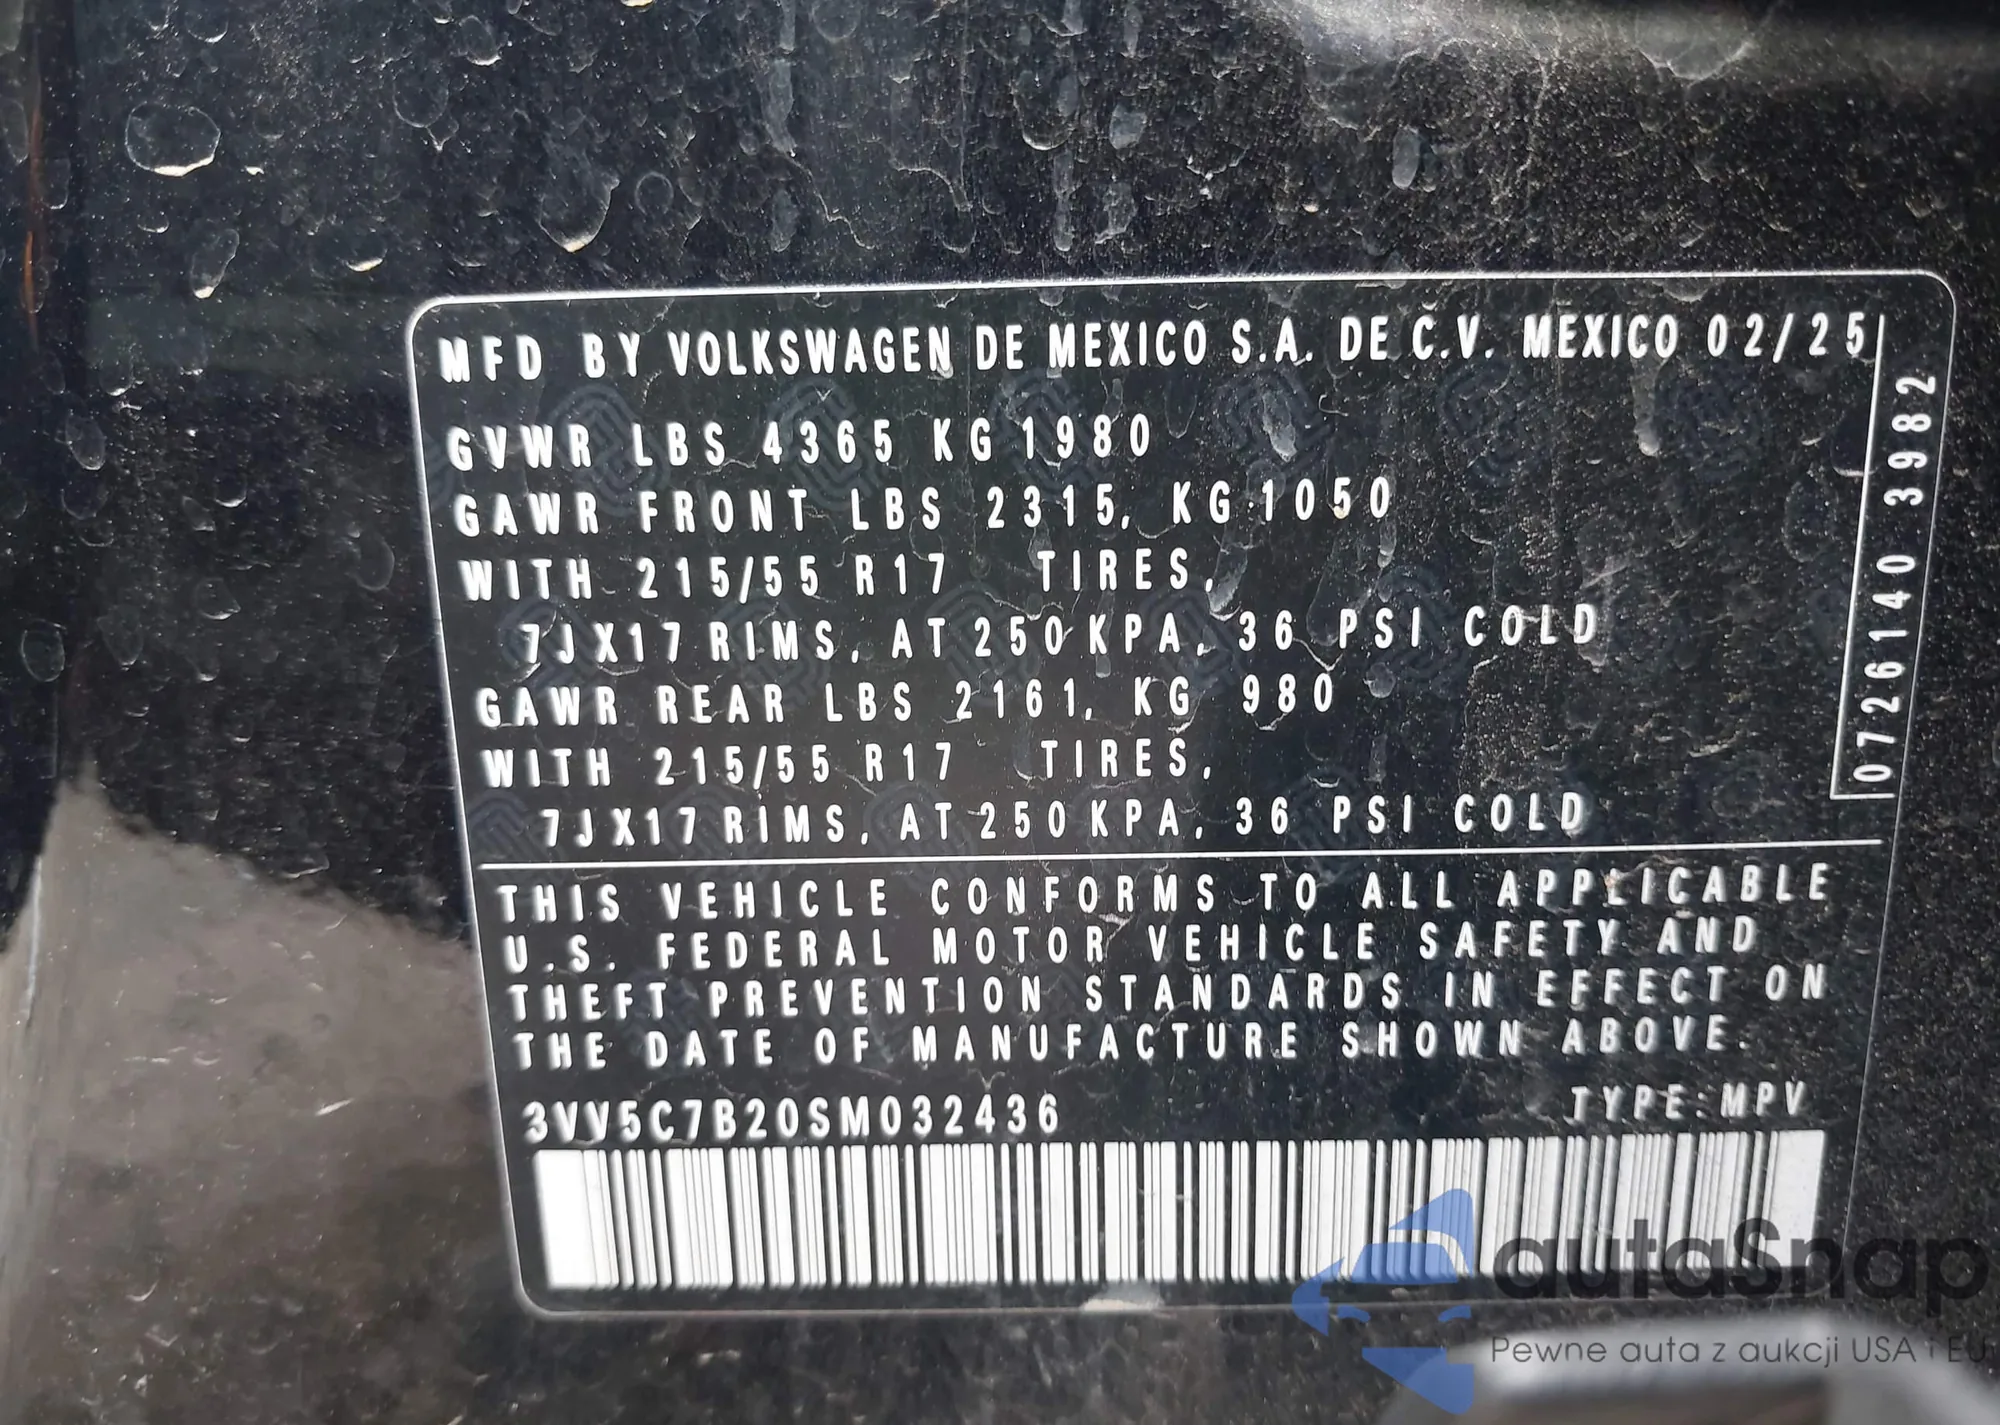 MFD BY VOLKSWAGEN DE MEXICO S.A. DE C.V. MEXICO 02/25
GVWR LBS 4365 KG 1980
GAWR FRONT LBS 2315, KG 1050
WITH 215/55 R17 TIRES,
7JX17 RIMS, AT 250 KPA, 36 PSI COLD
GAWR REAR LBS 2161, KG 980
WITH 215/55 R17 TIRES,
7JX17 RIMS, AT 250 KPA, 36 PSI COLD
0726140 3982
THIS VEHICLE CONFORMS TO ALL APPLICABLE
U.S. FEDERAL MOTOR VEHICLE SAFETY AND
THEFT PREVENTION STANDARDS IN EFFECT ON
THE DATE OF MANUFACTURE SHOWN ABOVE.
3VV5C7B20SM032436
TYPE: MPV
autaSnap
Pewne auta z aukcji USA i EU